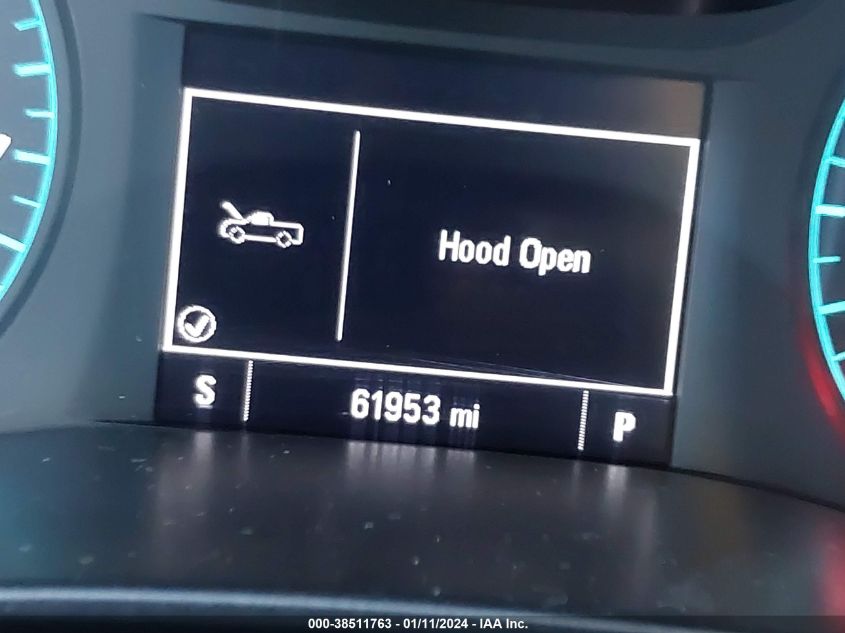 Hood Open
S 61953 mi P
000-38511763 - 01/11/2024 - IAA Inc.